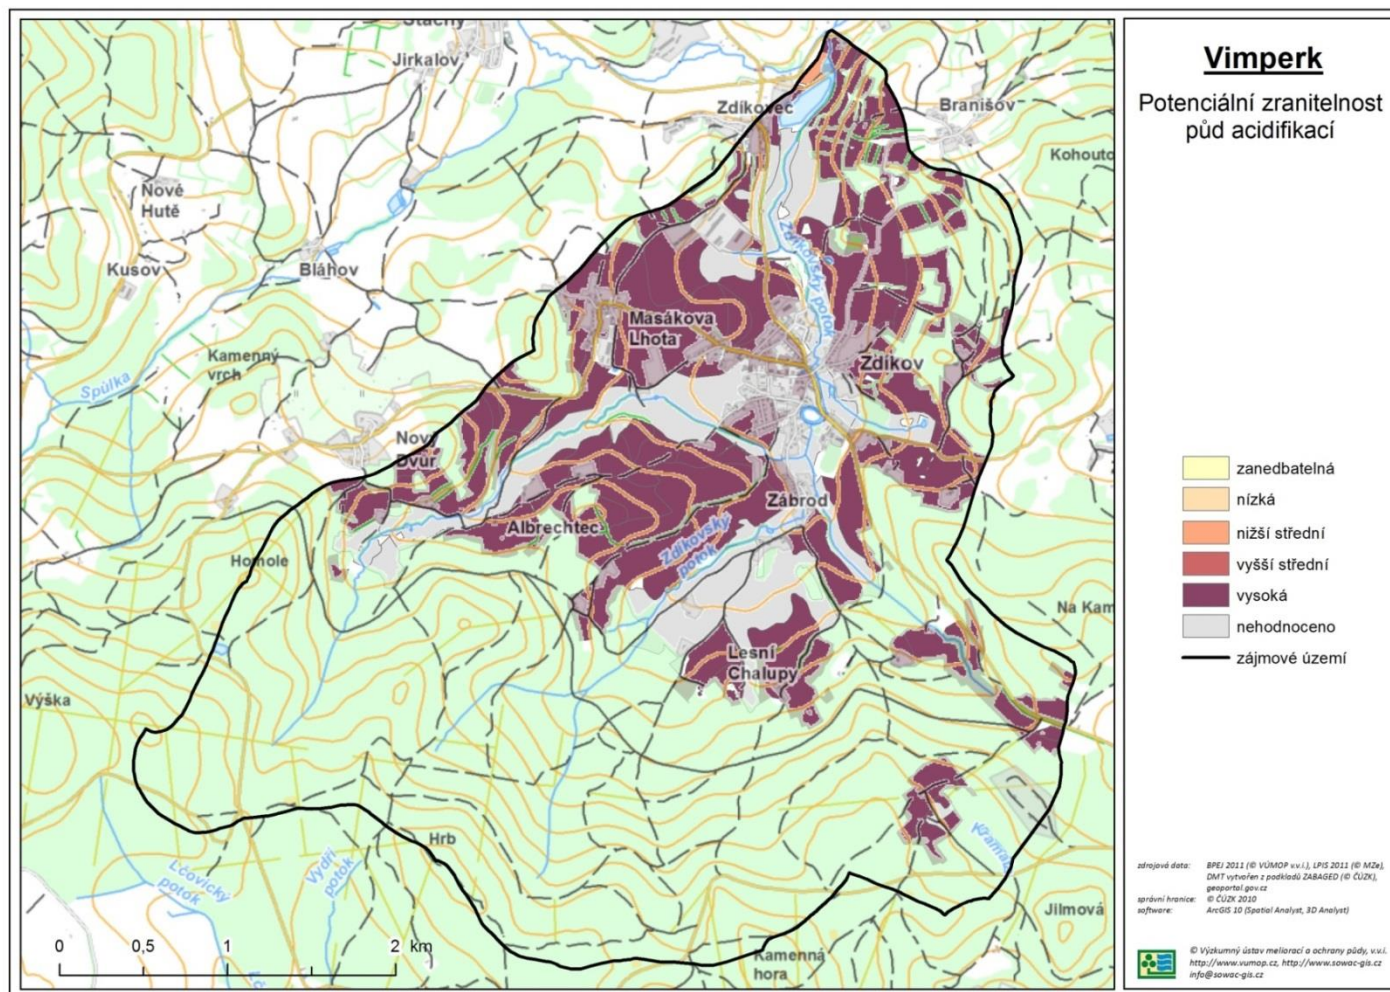 Stachy
Jirkalov
Zdíkovec
Branišov
Kohouto
Nové
Hutě
Kusov
Bláhov
Zdíkovský potok
Masákova
Lhota
Kamenný
vrch
Spůlka
Zdíkov
Nový
Dvůr
Zábrod
Albrechtec
Zdíkovský
potok
Homole
Na Kam
Lesní
Chalupy
Výška
Hrb
Křamad
Lčovický
potok
Vydří
potok
Jilmová
Kamenná
hora
0 0,5 1 2 km
Vimperk
Potenciální zranitelnost
půd acidifikací
zanedbatelná
nízká
nižší střední
vyšší střední
vysoká
nehodnoceno
zájmové území
zdrojová data: BPEJ 2011 (© VÚMOP v.v.i.), LPIS 2011 (© MZe),
DMT vytvořen z podkladů ZABAGED (© ČÚZK),
geoportal.gov.cz
správní hranice: © ČÚZK 2010
software: ArcGIS 10 (Spatial Analyst, 3D Analyst)
© Výzkumný ústav meliorací a ochrany půdy, v.v.i.
http://www.vumop.cz, http://www.sowac-gis.cz
info@sowac-gis.cz